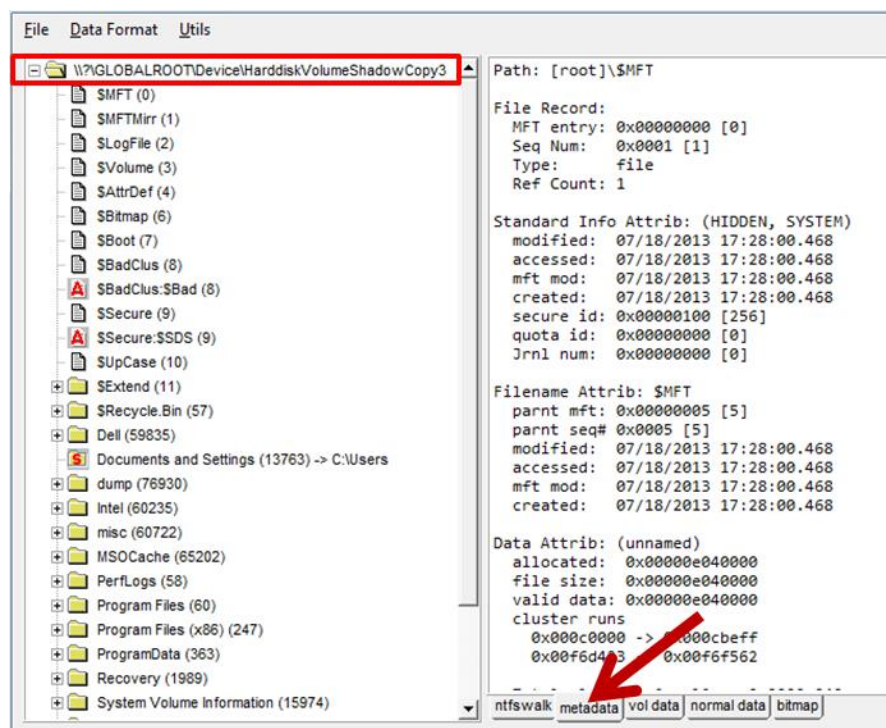 File Data Format Utils
\\?\GLOBALROOT\Device\HarddiskVolumeShadowCopy3
$MFT (0)
$MFTMirr (1)
$LogFile (2)
$Volume (3)
$AttrDef (4)
$Bitmap (6)
$Boot (7)
$BadClus (8)
A $BadClus:$Bad (8)
$Secure (9)
A $Secure:$SDS (9)
$UpCase (10)
$Extend (11)
$Recycle.Bin (57)
Dell (59835)
S Documents and Settings (13763) -> C:\Users
dump (76930)
Intel (60235)
misc (60722)
MSOCache (65202)
PerfLogs (58)
Program Files (60)
Program Files (x86) (247)
ProgramData (363)
Recovery (1989)
System Volume Information (15974)
Path: [root]\$MFT
File Record:
MFT entry: 0x00000000 [0]
Seq Num: 0x0001 [1]
Type: file
Ref Count: 1
Standard Info Attrib: (HIDDEN, SYSTEM)
modified: 07/18/2013 17:28:00.468
accessed: 07/18/2013 17:28:00.468
mft mod: 07/18/2013 17:28:00.468
created: 07/18/2013 17:28:00.468
secure id: 0x00000100 [256]
quota id: 0x00000000 [0]
Jrnl num: 0x00000000 [0]
Filename Attrib: $MFT
parnt mft: 0x00000005 [5]
parnt seq# 0x0005 [5]
modified: 07/18/2013 17:28:00.468
accessed: 07/18/2013 17:28:00.468
mft mod: 07/18/2013 17:28:00.468
created: 07/18/2013 17:28:00.468
Data Attrib: (unnamed)
allocated: 0x00000e040000
file size: 0x00000e040000
valid data: 0x00000e040000
cluster runs
0x000c0000 -> 0x000cbeff
0x00f6f562
ntfswalk metadata vol data normal data bitmap